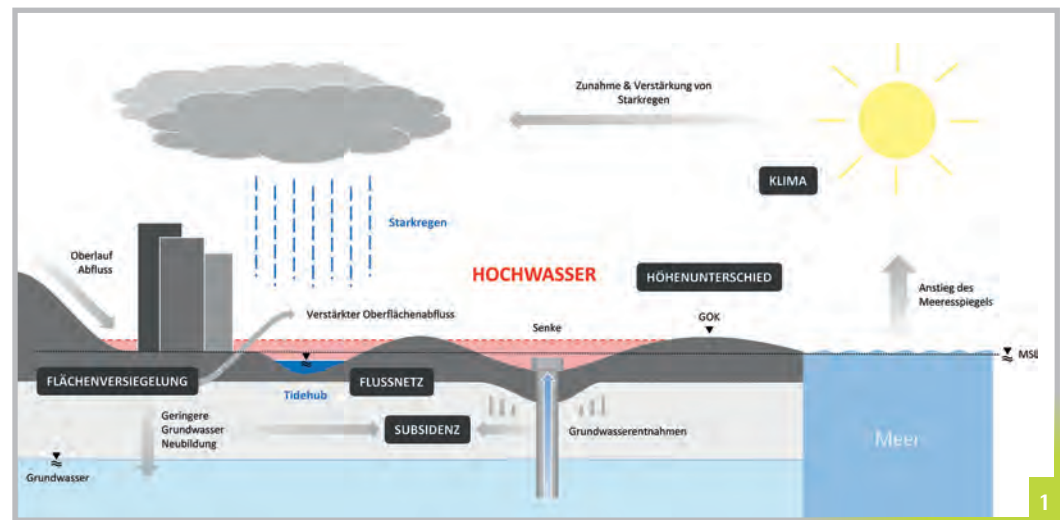 Zunahme & Verstärkung von
Starkregen
KLIMA
Starkregen
Oberlauf
Abfluss
HOCHWASSER
HÖHENUNTERSCHIED
Anstieg des
Meeresspiegels
Verstärkter Oberflächenabfluss
Senke
GOK
MSL
FLÄCHENVERSIEGELUNG
FLUSSNETZ
Tidehub
Geringere
Grundwasser
Neubildung
SUBSIDENZ
Grundwasserentnahmen
Meer
Grundwasser
1